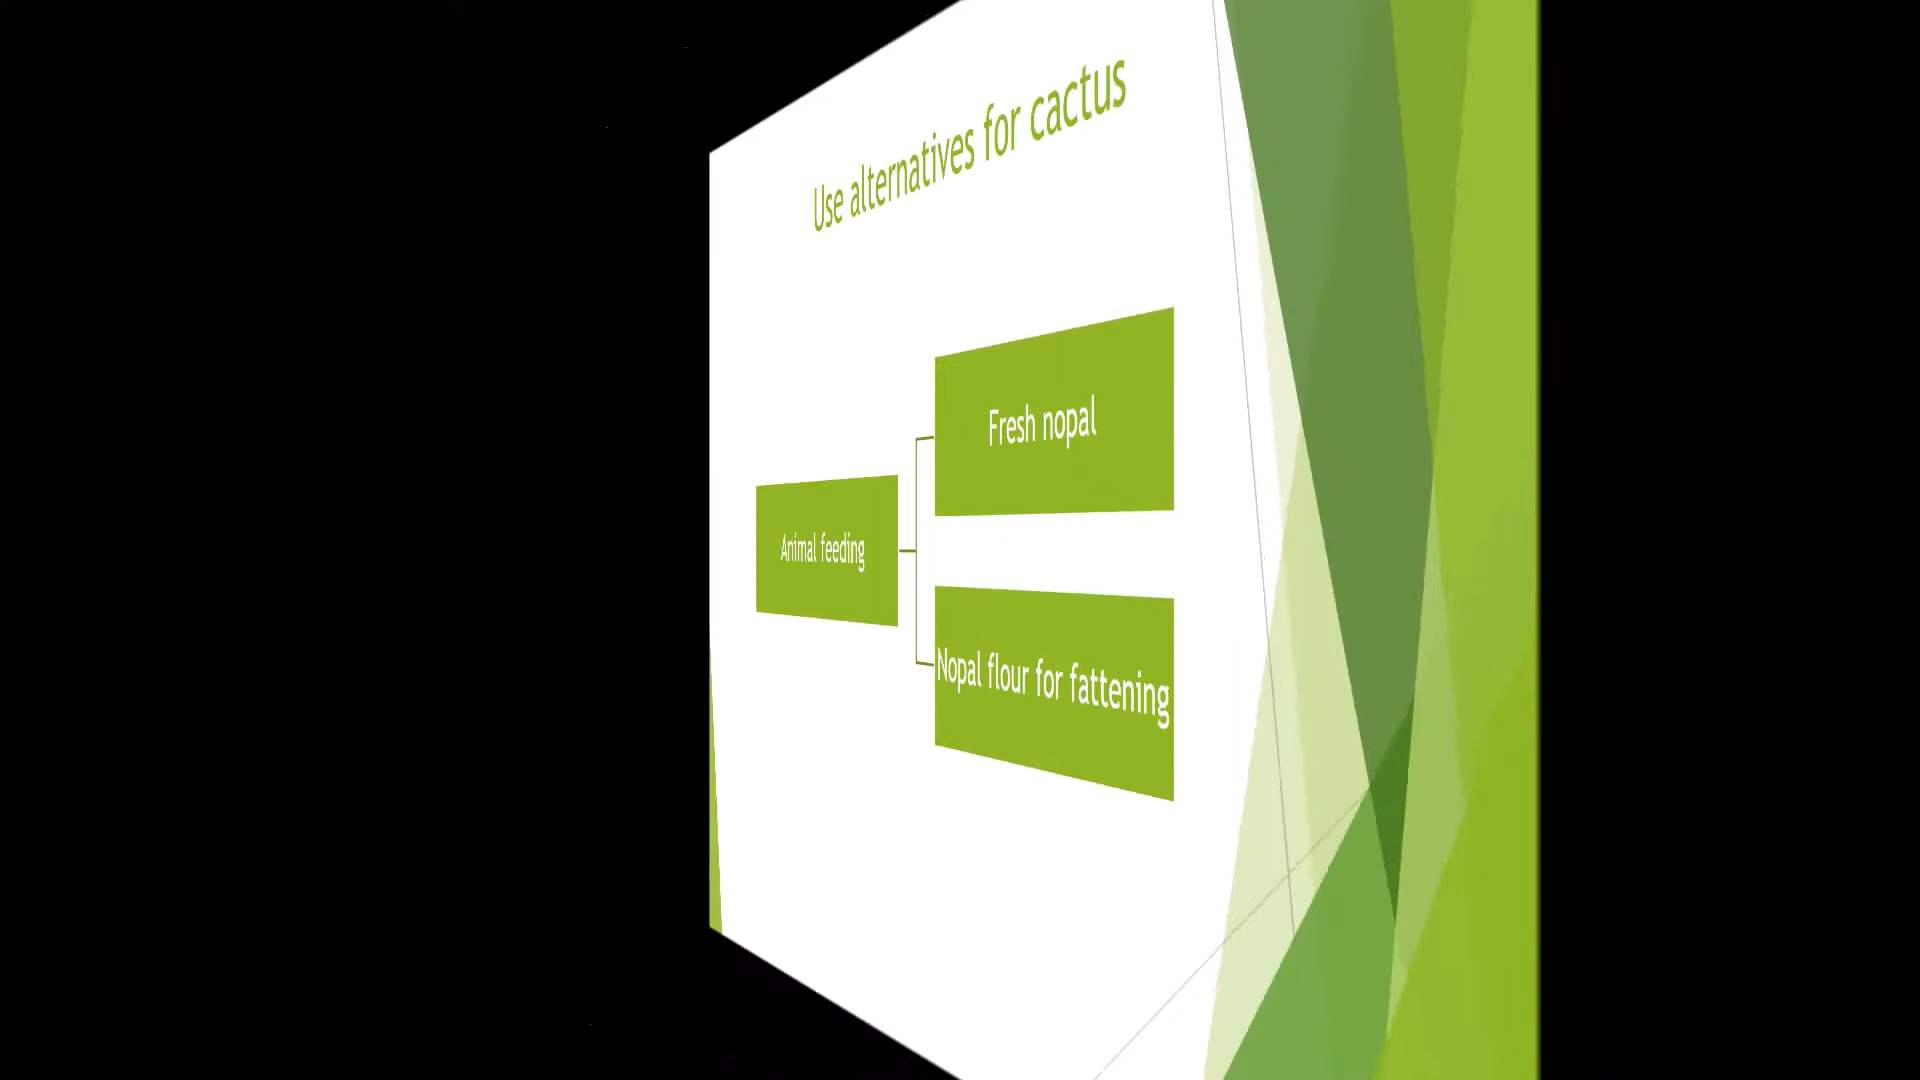 Use alternatives for cactus
Animal feeding
Fresh nopal
Nopal flour for fattening